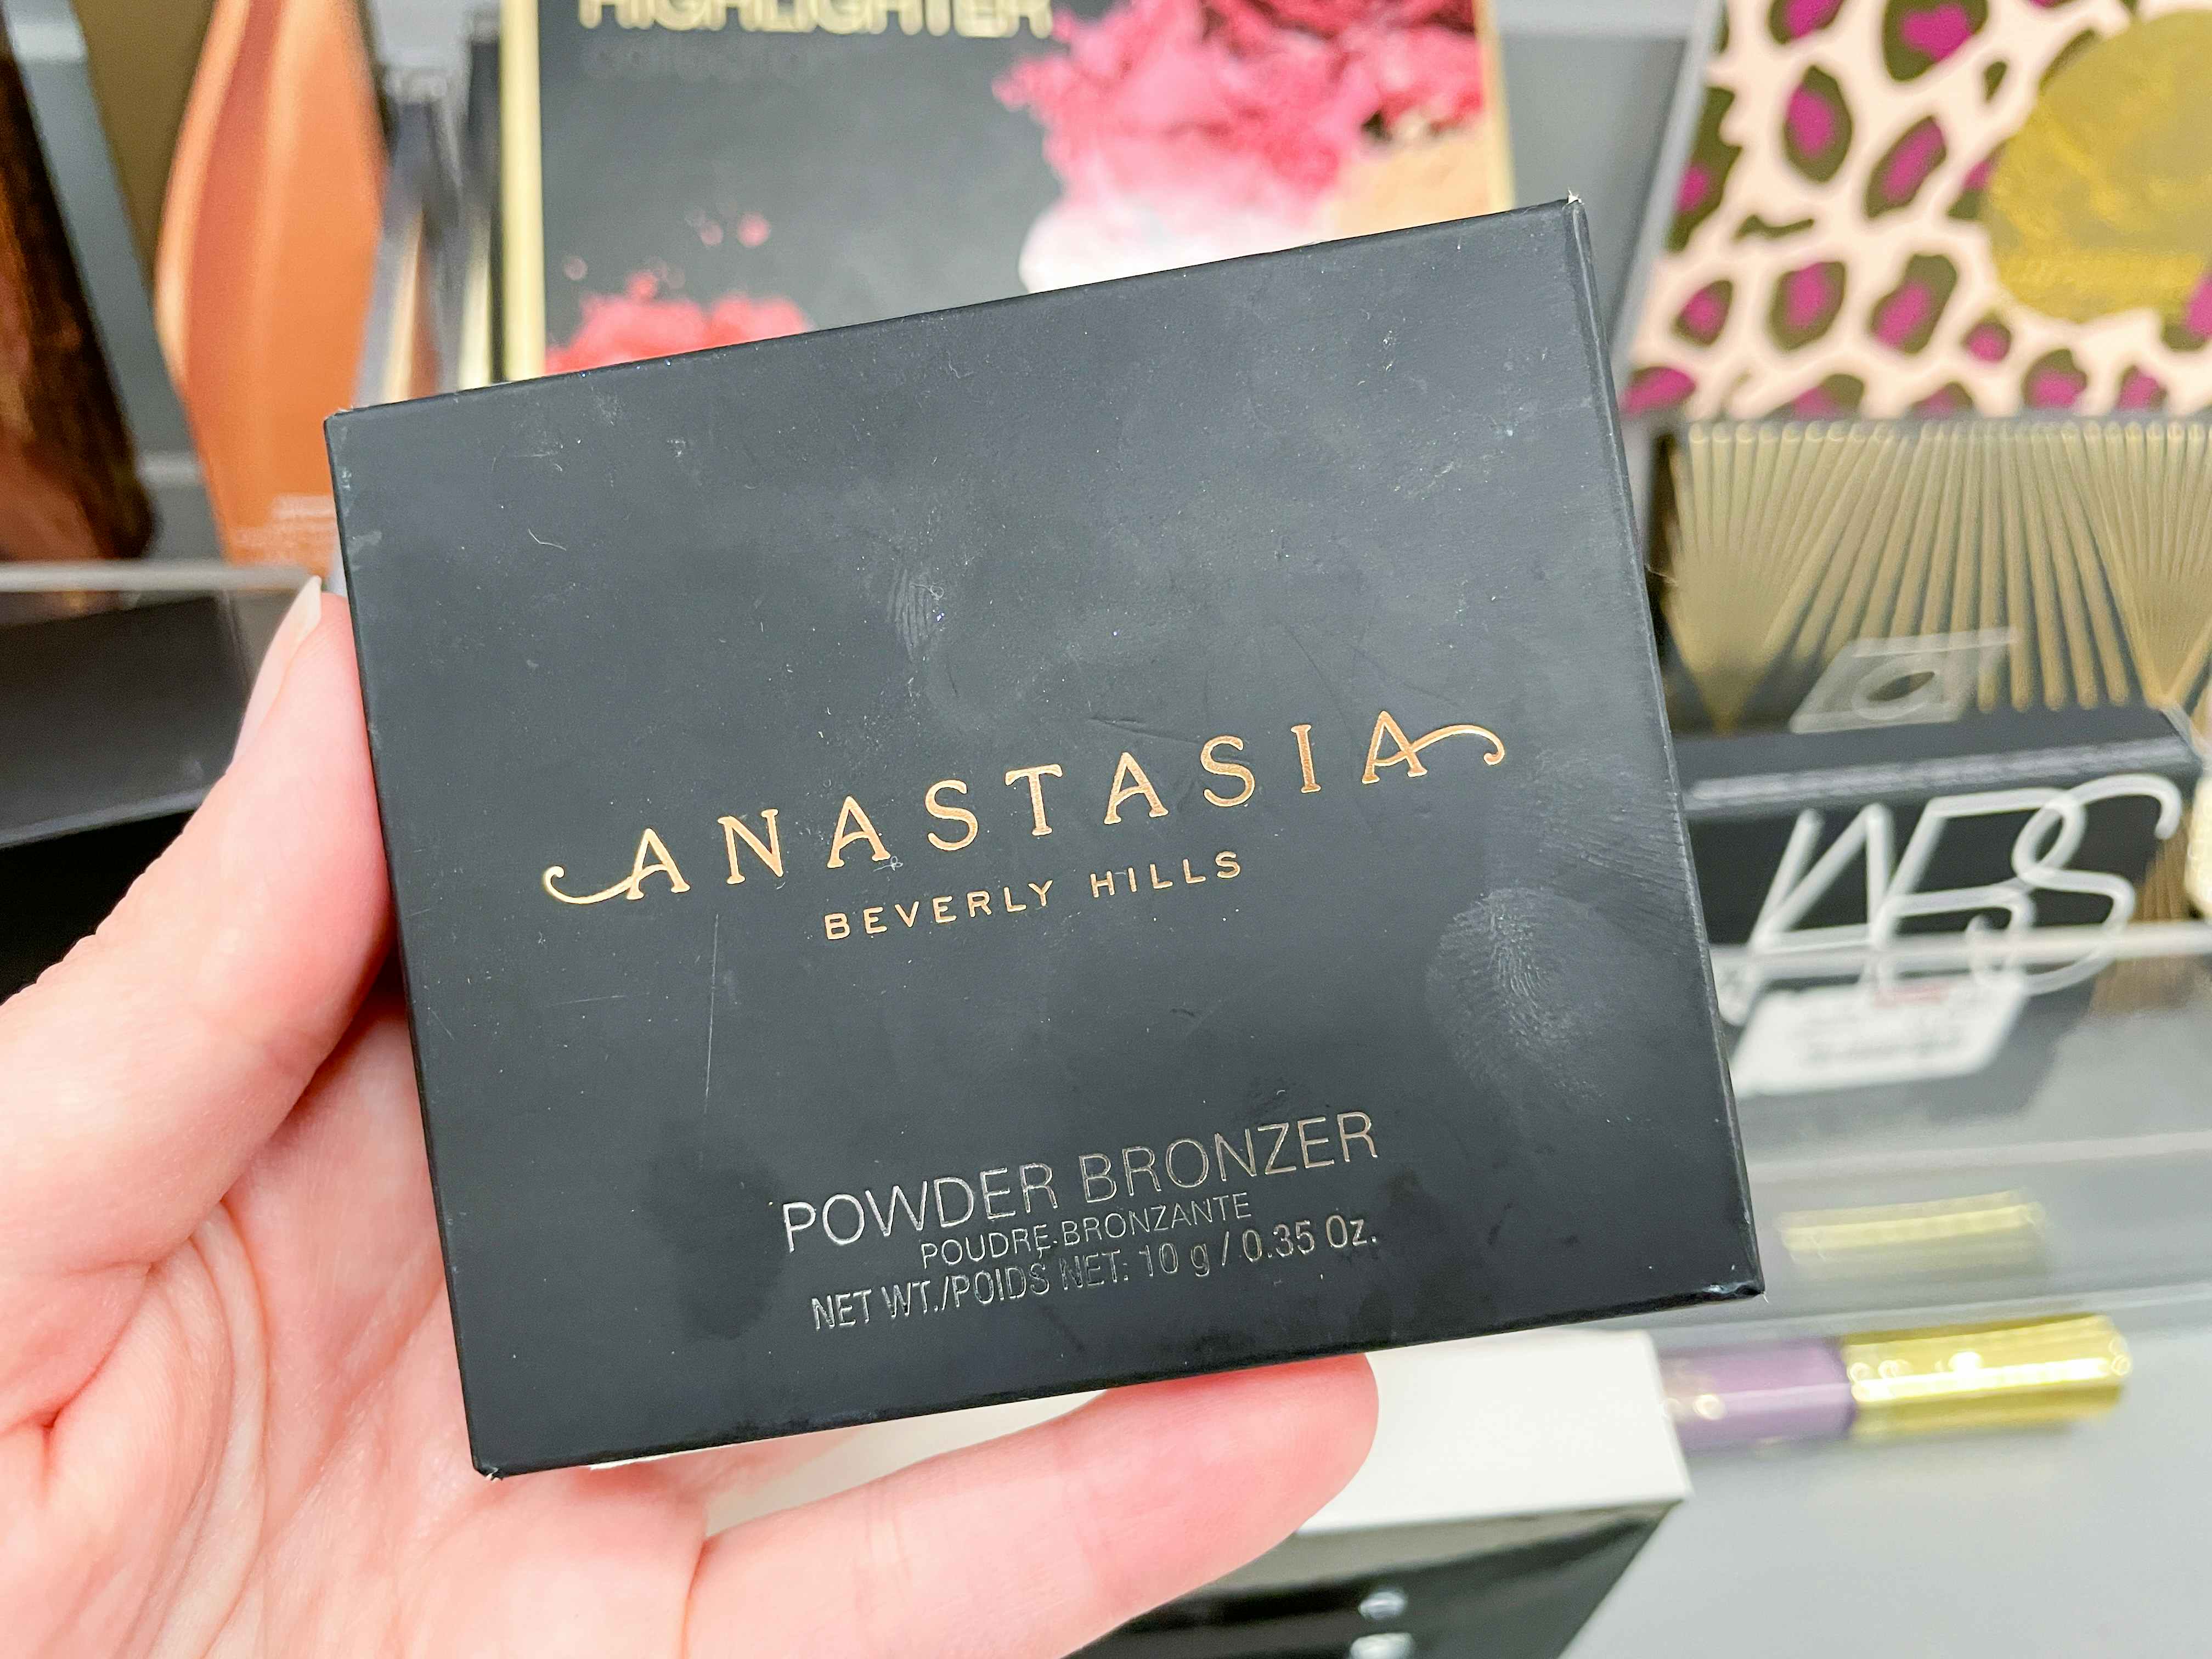 HIGHLIGHTER
ANASTASIA
BEVERLY HILLS
POWDER BRONZER
POUDRE BRONZANTE
NET WT./POIDS NET: 10 g / 0.35 Oz.
NARS